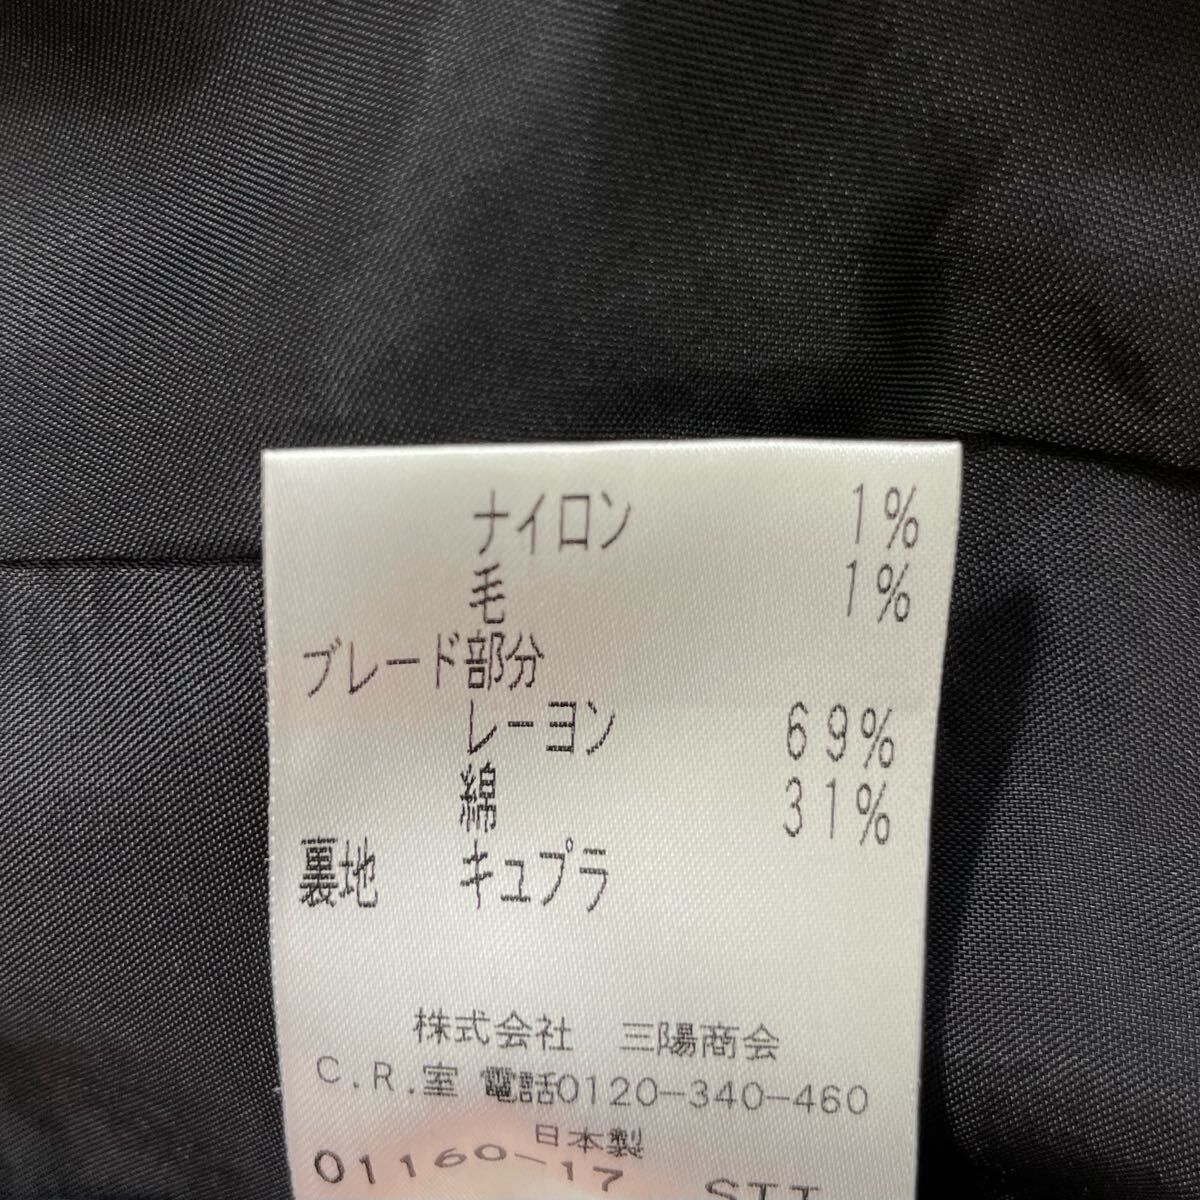 ナイロン 1%
毛 1%
ブレード部分
レーヨン 69%
綿 31%
裏地 キュプラ
株式会社 三陽商会
C.R.室 電話0120-340-460
日本製
01160-17